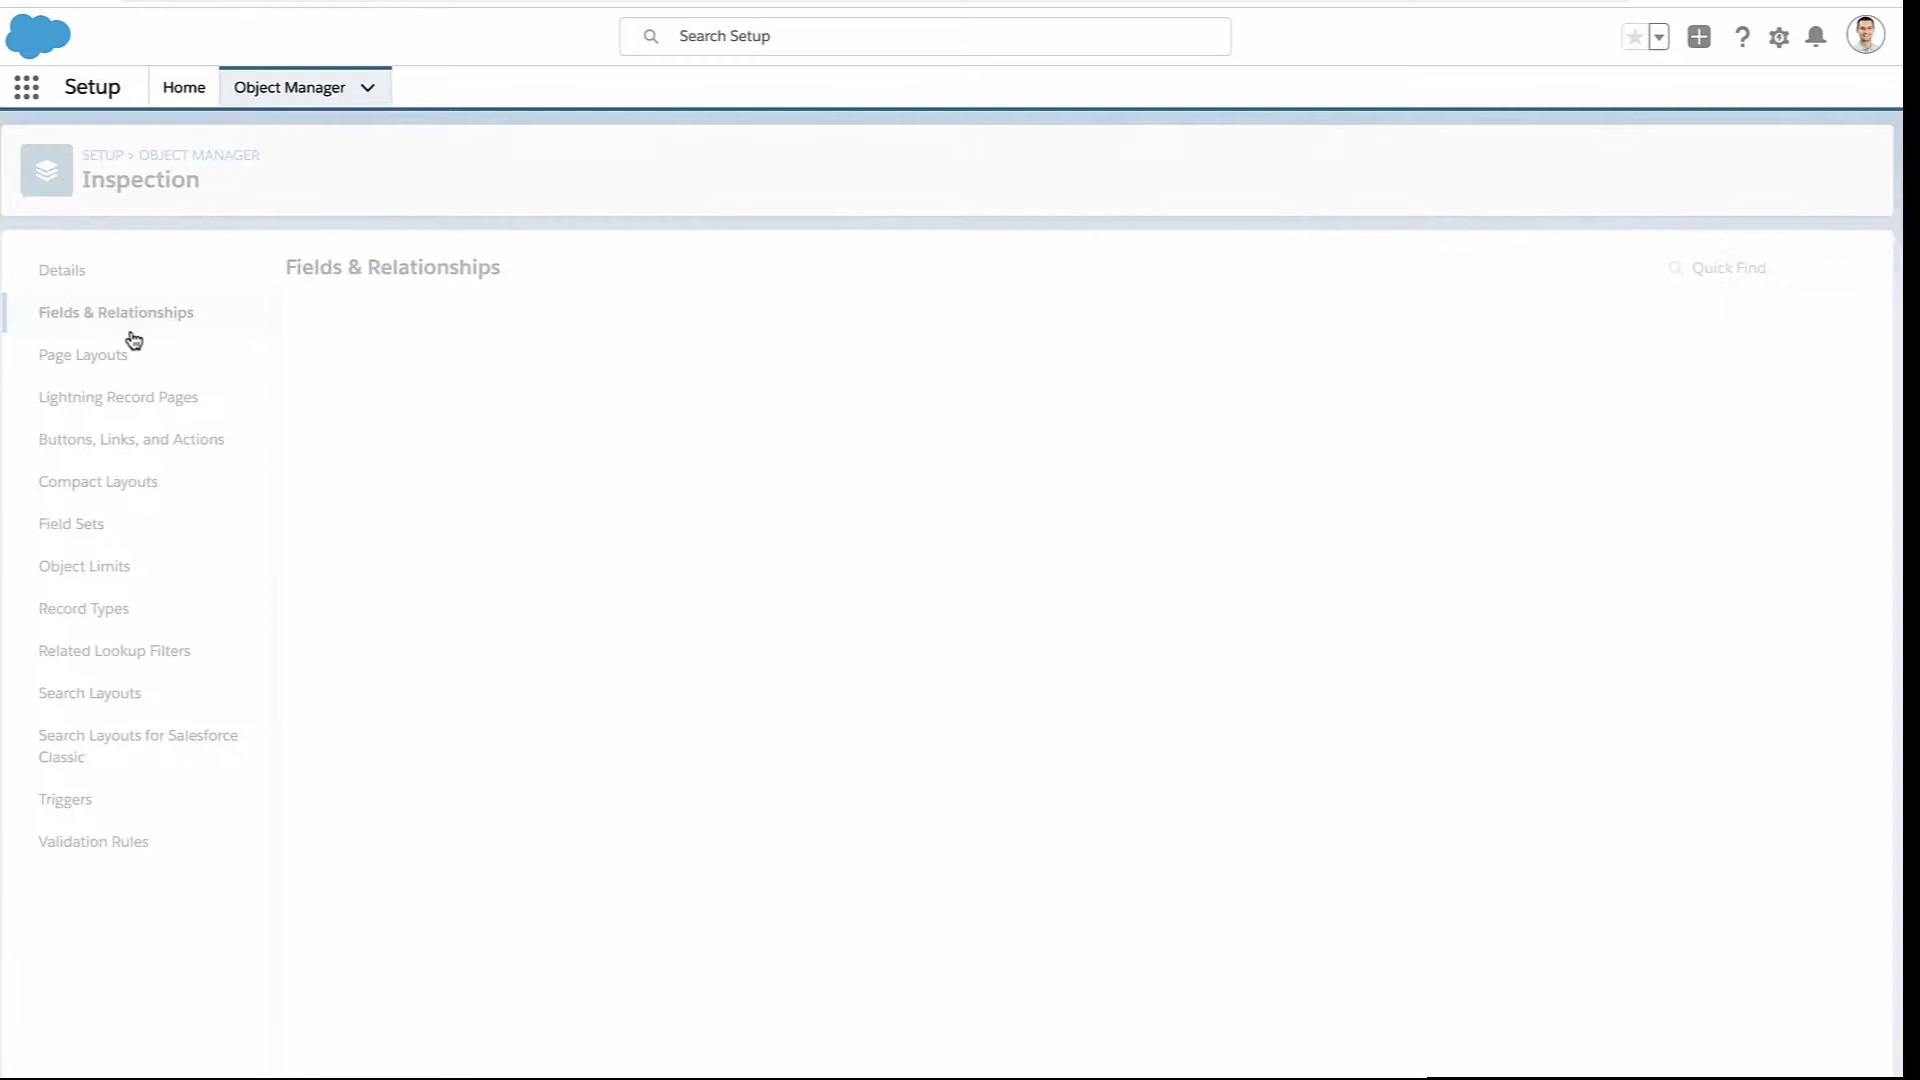 Search Setup
Setup
Home
Object Manager
SETUP > OBJECT MANAGER
Inspection
Details
Fields & Relationships
Quick Find
Fields & Relationships
Page Layouts
Lightning Record Pages
Buttons, Links, and Actions
Compact Layouts
Field Sets
Object Limits
Record Types
Related Lookup Filters
Search Layouts
Search Layouts for Salesforce
Classic
Triggers
Validation Rules